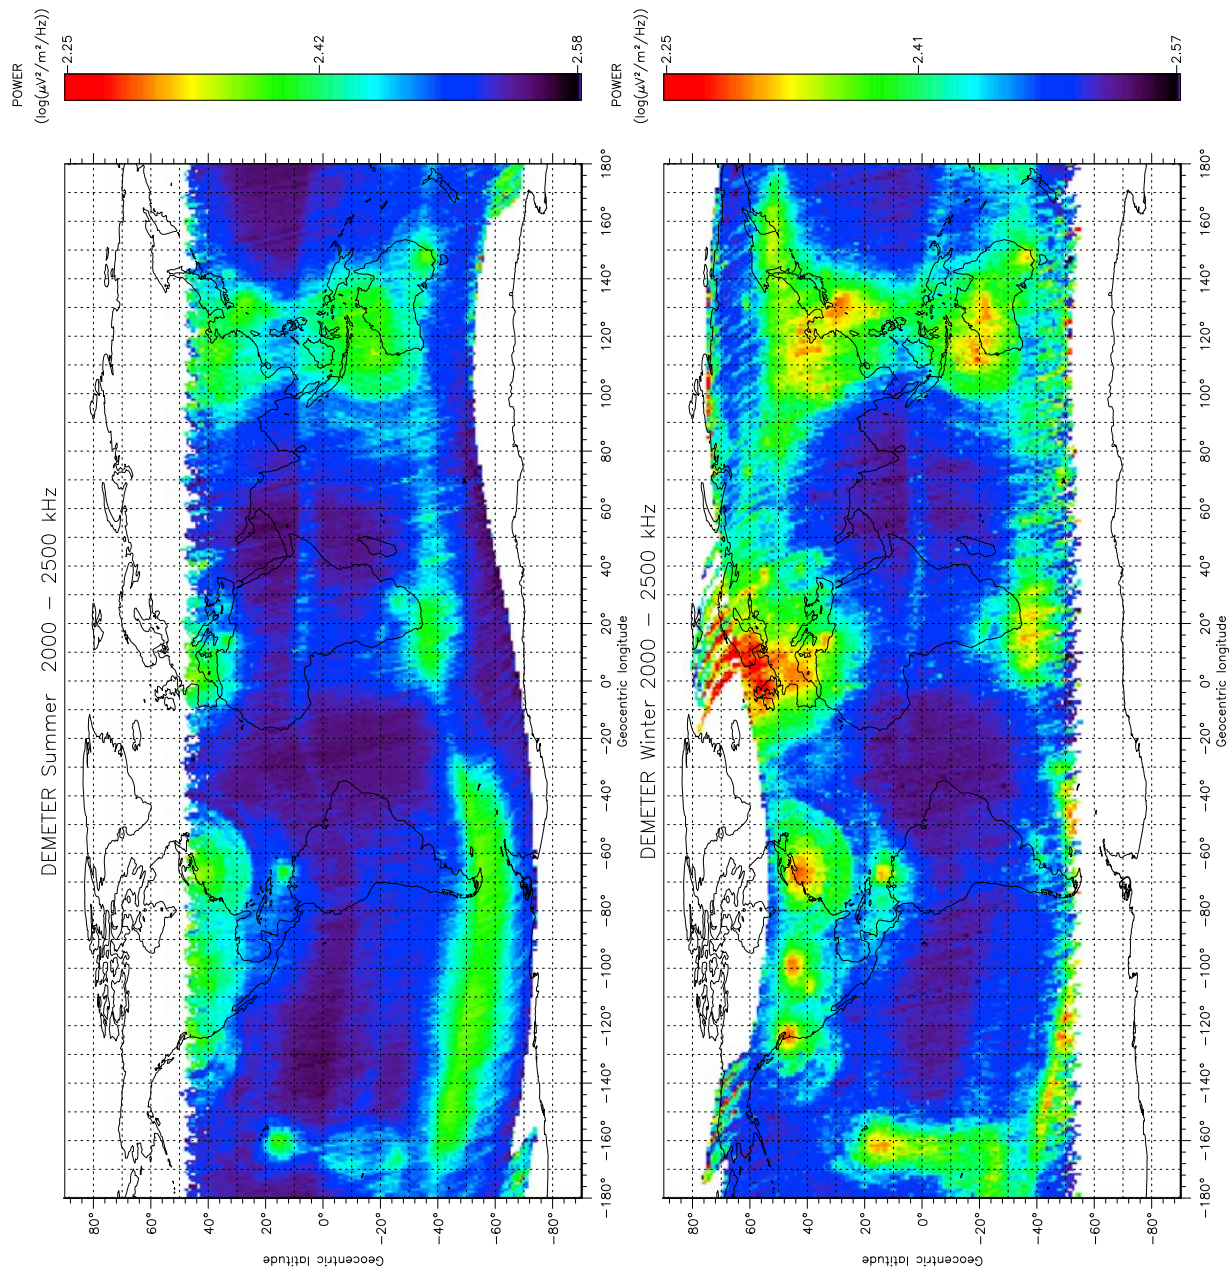 POWER
(log(μV²/m²/Hz))
−2.25
−2.42
−2.58
DEMETER Summer 2000 − 2500 kHz
80°
60°
40°
20°
0°
−20°
−40°
−60°
−80°
Geocentric latitude
−180° −160° −140° −120° −100° −80° −60° −40° −20° 0° 20° 40° 60° 80° 100° 120° 140° 160° 180°
Geocentric longitude
POWER
(log(μV²/m²/Hz))
−2.25
−2.41
−2.57
DEMETER Winter 2000 − 2500 kHz
80°
60°
40°
20°
0°
−20°
−40°
−60°
−80°
Geocentric latitude
−180° −160° −140° −120° −100° −80° −60° −40° −20° 0° 20° 40° 60° 80° 100° 120° 140° 160° 180°
Geocentric longitude